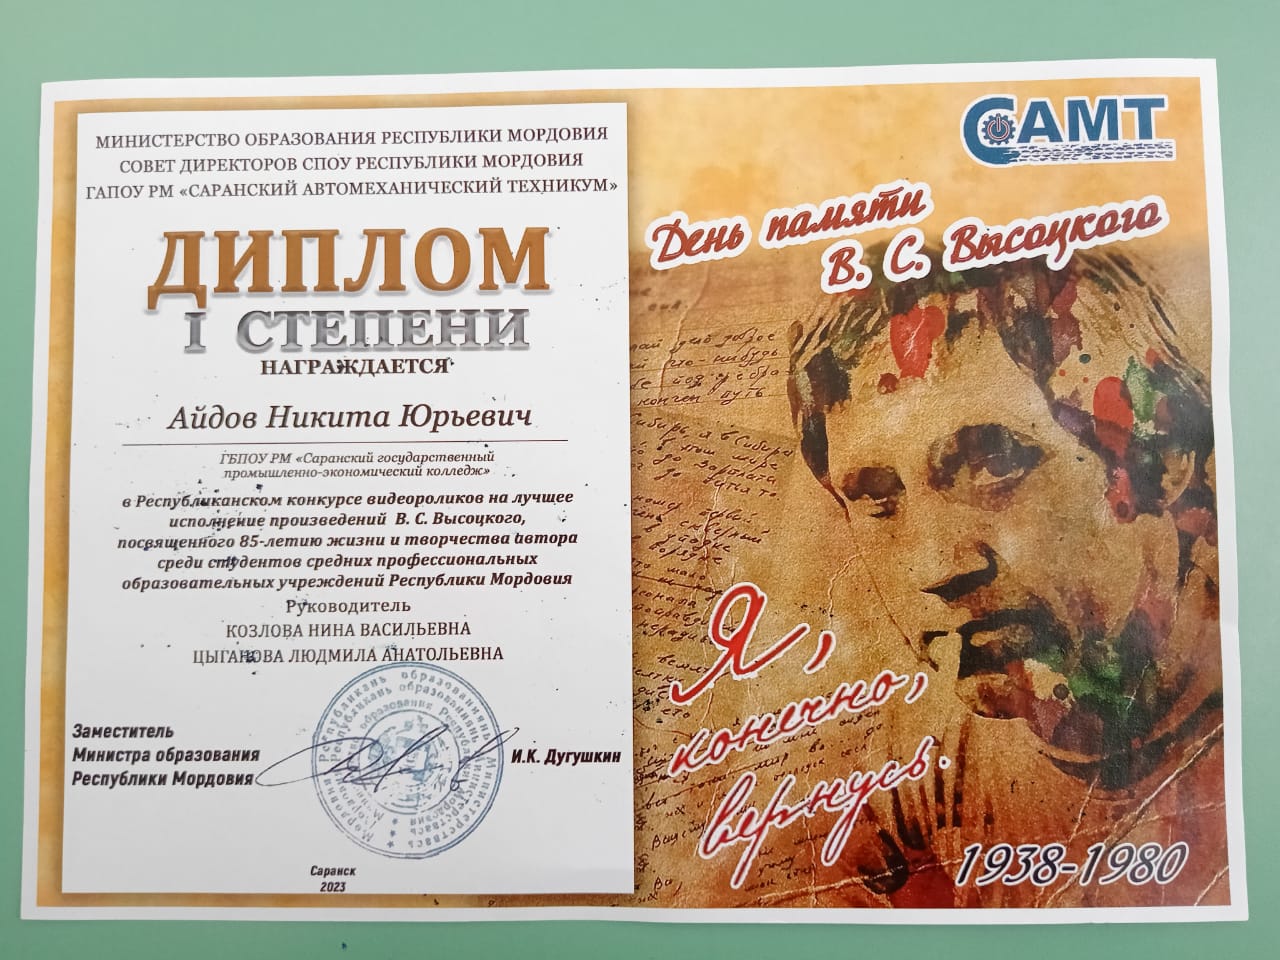 МИНИСТЕРСТВО ОБРАЗОВАНИЯ РЕСПУБЛИКИ МОРДОВИЯ
СОВЕТ ДИРЕКТОРОВ СПОУ РЕСПУБЛИКИ МОРДОВИЯ
ГАПОУ РМ «САРАНСКИЙ АВТОМЕХАНИЧЕСКИЙ ТЕХНИКУМ»
ДИПЛОМ
I СТЕПЕНИ
НАГРАЖДАЕТСЯ
Айдов Никита Юрьевич
ГБПОУ РМ «Саранский государственный
промышленно-экономический колледж»
в Республиканском конкурсе видеороликов на лучшее
исполнение произведений В. С. Высоцкого,
посвященного 85-летию жизни и творчества автора
среди студентов средних профессиональных
образовательных учреждений Республики Мордовия
Руководитель
КОЗЛОВА НИНА ВАСИЛЬЕВНА
ЦЫГАНОВА ЛЮДМИЛА АНАТОЛЬЕВНА
Заместитель
Министра образования
Республики Мордовия
И.К. Дугушкин
Саранск
2023
САМТ
День памяти
В. С. Высоцкого
Я,
конечно,
вернусь.
1938-1980